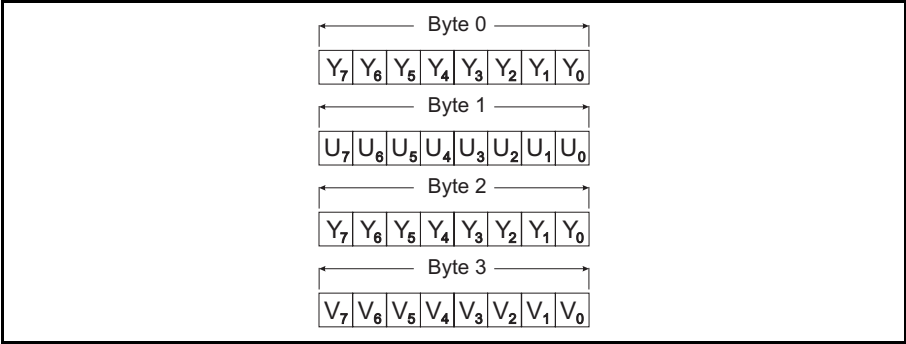 Byte 0
Y₇ Y₆ Y₅ Y₄ Y₃ Y₂ Y₁ Y₀
Byte 1
U₇ U₆ U₅ U₄ U₃ U₂ U₁ U₀
Byte 2
Y₇ Y₆ Y₅ Y₄ Y₃ Y₂ Y₁ Y₀
Byte 3
V₇ V₆ V₅ V₄ V₃ V₂ V₁ V₀